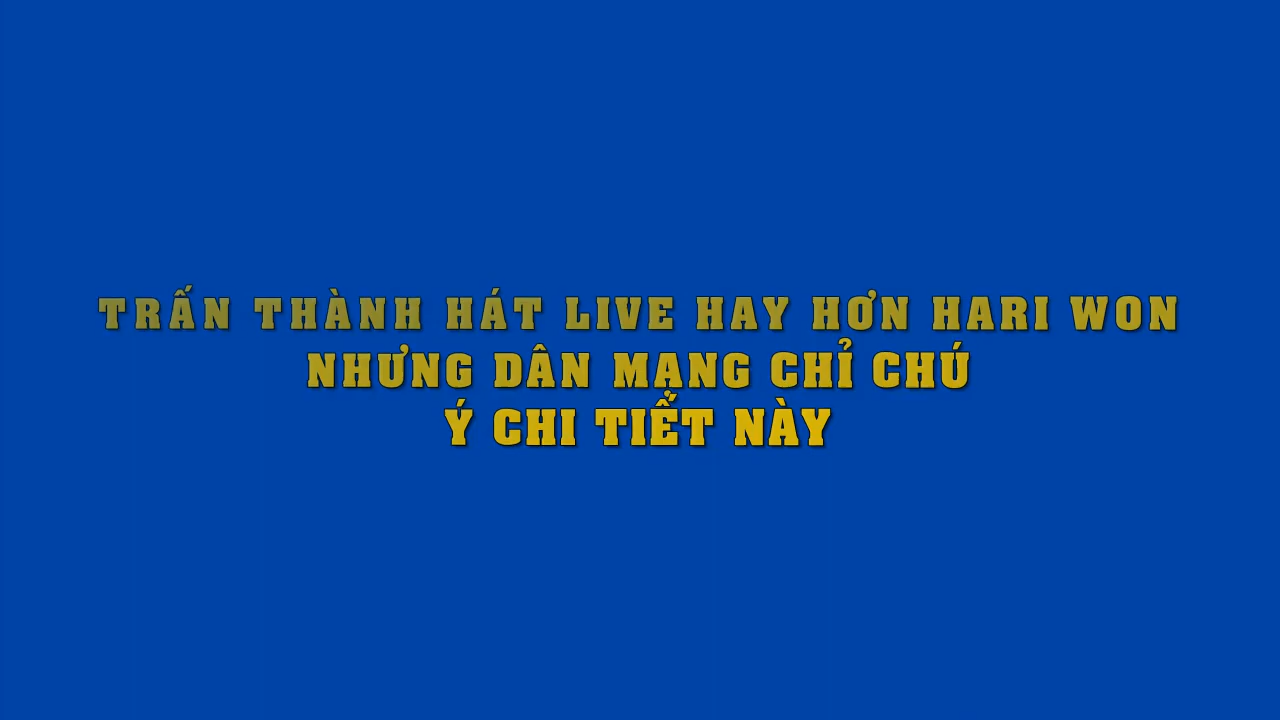 TRẤN THÀNH HÁT LIVE HAY HƠN HARI WON
NHƯNG DÂN MẠNG CHỈ CHÚ
Ý CHI TIẾT NÀY